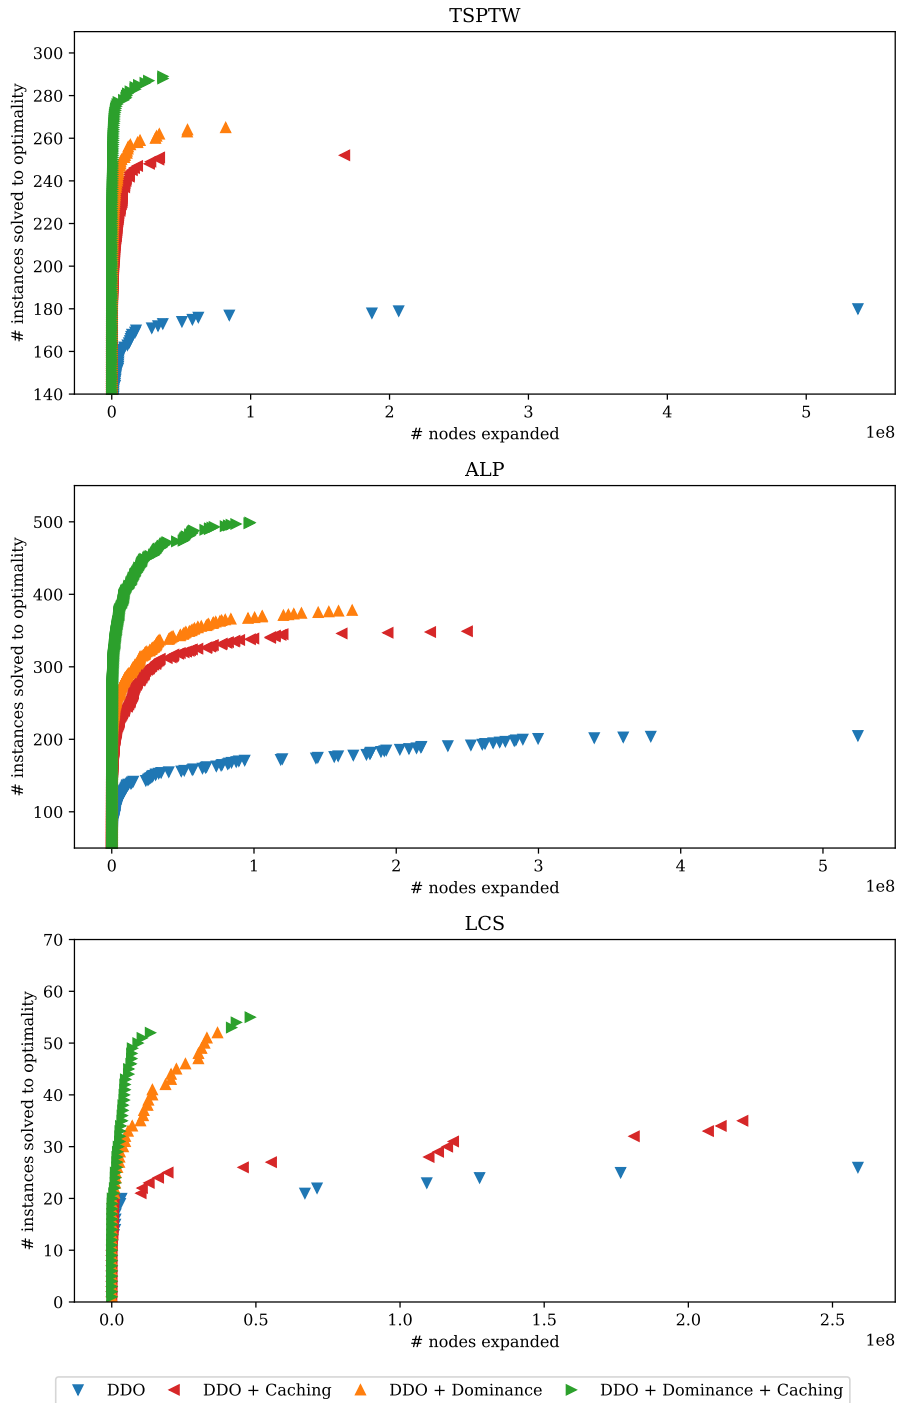 TSPTW
# instances solved to optimality
300
280
260
240
220
200
180
160
140
0 1 2 3 4 5
# nodes expanded
1e8
ALP
# instances solved to optimality
500
400
300
200
100
0 1 2 3 4 5
# nodes expanded
1e8
LCS
# instances solved to optimality
70
60
50
40
30
20
10
0
0.0 0.5 1.0 1.5 2.0 2.5
# nodes expanded
1e8
DDO DDO + Caching DDO + Dominance DDO + Dominance + Caching